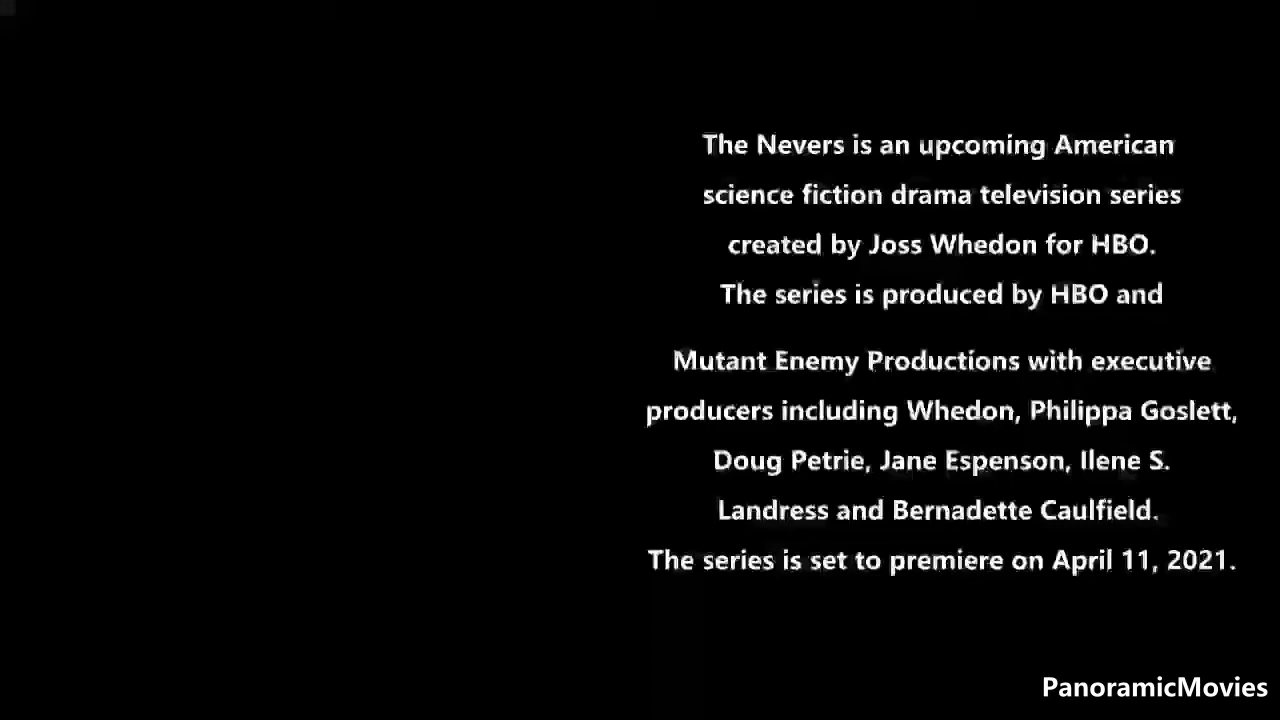 The Nevers is an upcoming American
science fiction drama television series
created by Joss Whedon for HBO.
The series is produced by HBO and
Mutant Enemy Productions with executive
producers including Whedon, Philippa Goslett,
Doug Petrie, Jane Espenson, Ilene S.
Landress and Bernadette Caulfield.
The series is set to premiere on April 11, 2021.
PanoramicMovies